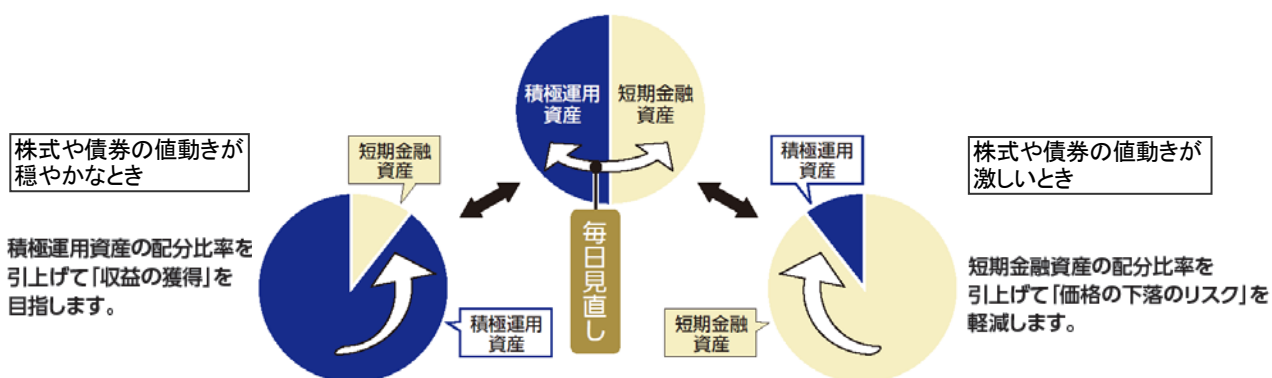 積極運用
資産
短期金融
資産
毎日見直し
株式や債券の値動きが
穏やかなとき
積極運用資産の配分比率を
引上げて「収益の獲得」を
目指します。
短期金融
資産
積極運用
資産
積極運用
資産
短期金融
資産
株式や債券の値動きが
激しいとき
短期金融資産の配分比率を
引上げて「価格の下落のリスク」を
軽減します。